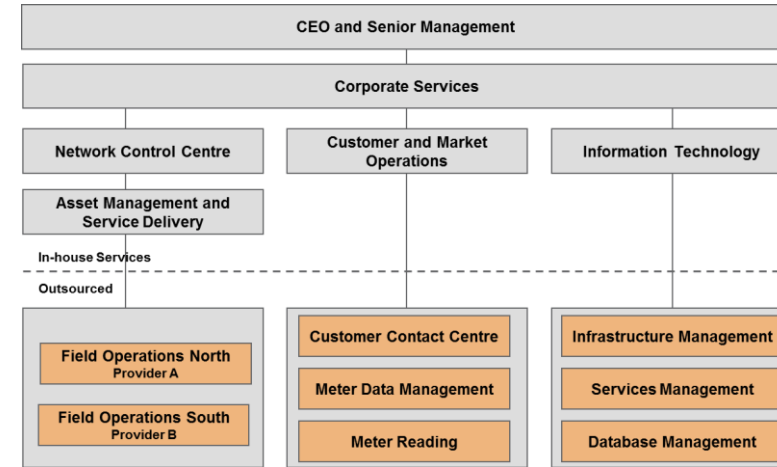 CEO and Senior Management
Corporate Services
Network Control Centre
Customer and Market
Operations
Information Technology
Asset Management and
Service Delivery
In-house Services
Outsourced
Field Operations North
Provider A
Field Operations South
Provider B
Customer Contact Centre
Meter Data Management
Meter Reading
Infrastructure Management
Services Management
Database Management